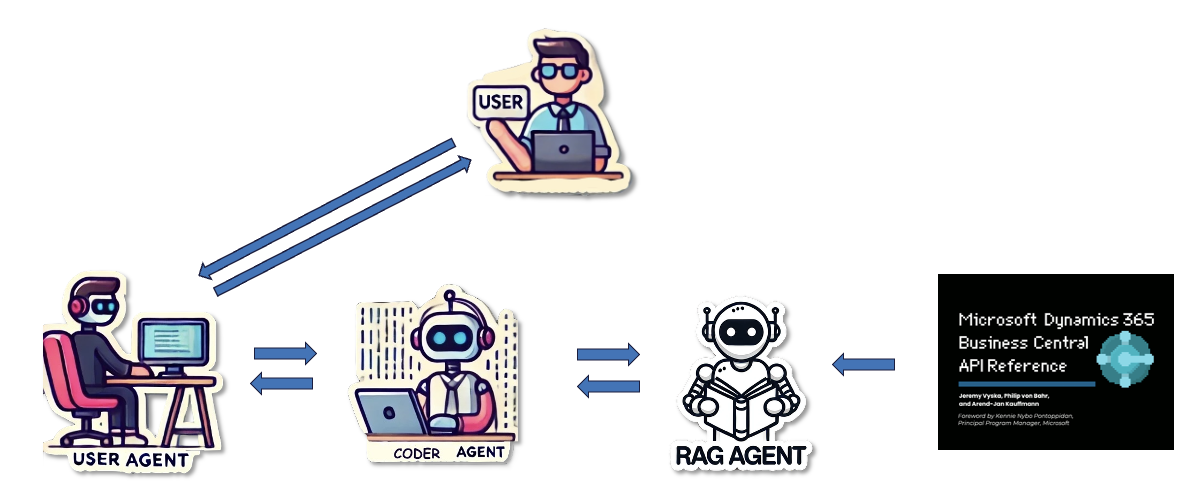 USER
USER AGENT
CODER AGENT
RAG AGENT
Microsoft Dynamics 365
Business Central
API Reference
Jeremy Vyska, Philip von Bahr,
and Arend-Jan Kauffmann
Foreword by Kennie Nybo Pontoppidan,
Principal Program Manager, Microsoft